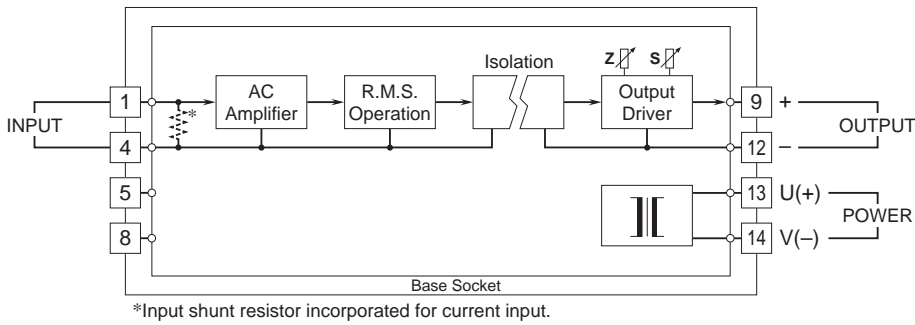 Isolation
Z
S
AC
Amplifier
R.M.S.
Operation
Output
Driver
1
4
5
8
INPUT
*
9
+
12
–
OUTPUT
13
U(+)
14
V(–)
POWER
Base Socket
*Input shunt resistor incorporated for current input.